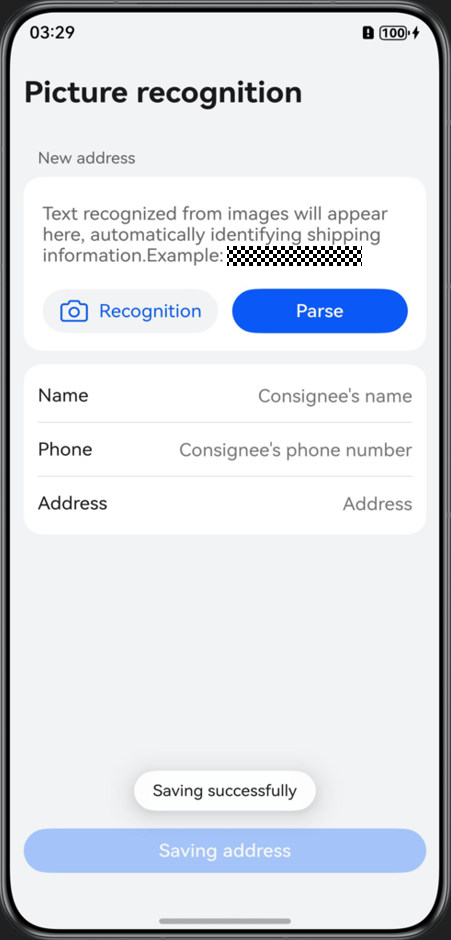 03:29
100
Picture recognition
New address
Text recognized from images will appear
here, automatically identifying shipping
information.Example:
Recognition
Parse
Name
Consignee's name
Phone
Consignee's phone number
Address
Address
Saving successfully
Saving address